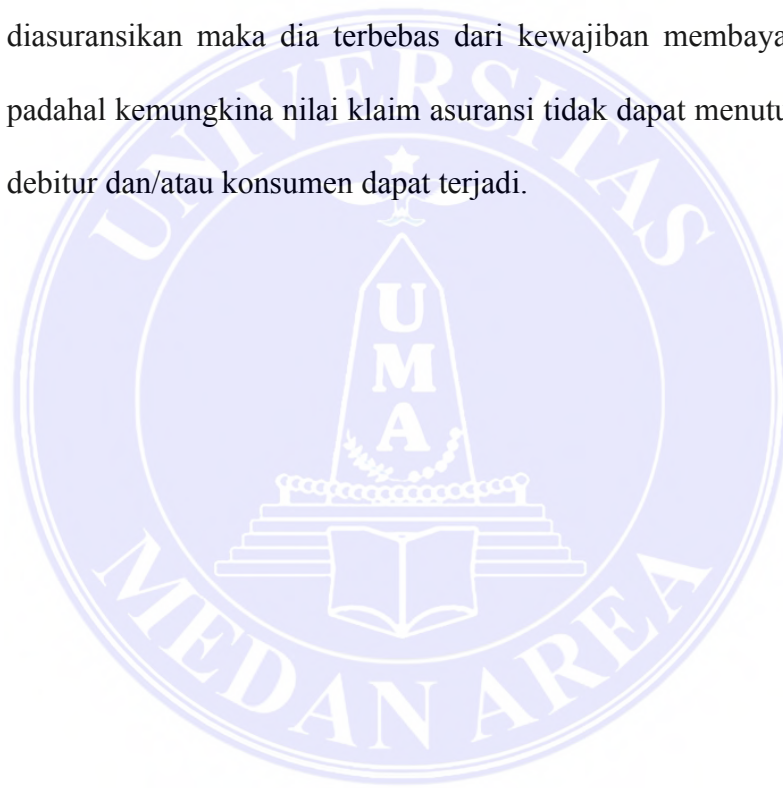 diasuransikan maka dia terbebas dari kewajiban membaya
padahal kemungkina nilai klaim asuransi tidak dapat menutu
debitur dan/atau konsumen dapat terjadi.
UNIVERSITAS
U
M
A
MEDAN AREA